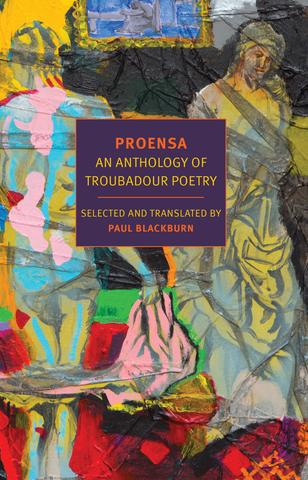 PROENSA
AN ANTHOLOGY OF
TROUBADOUR POETRY
SELECTED AND TRANSLATED BY
PAUL BLACKBURN